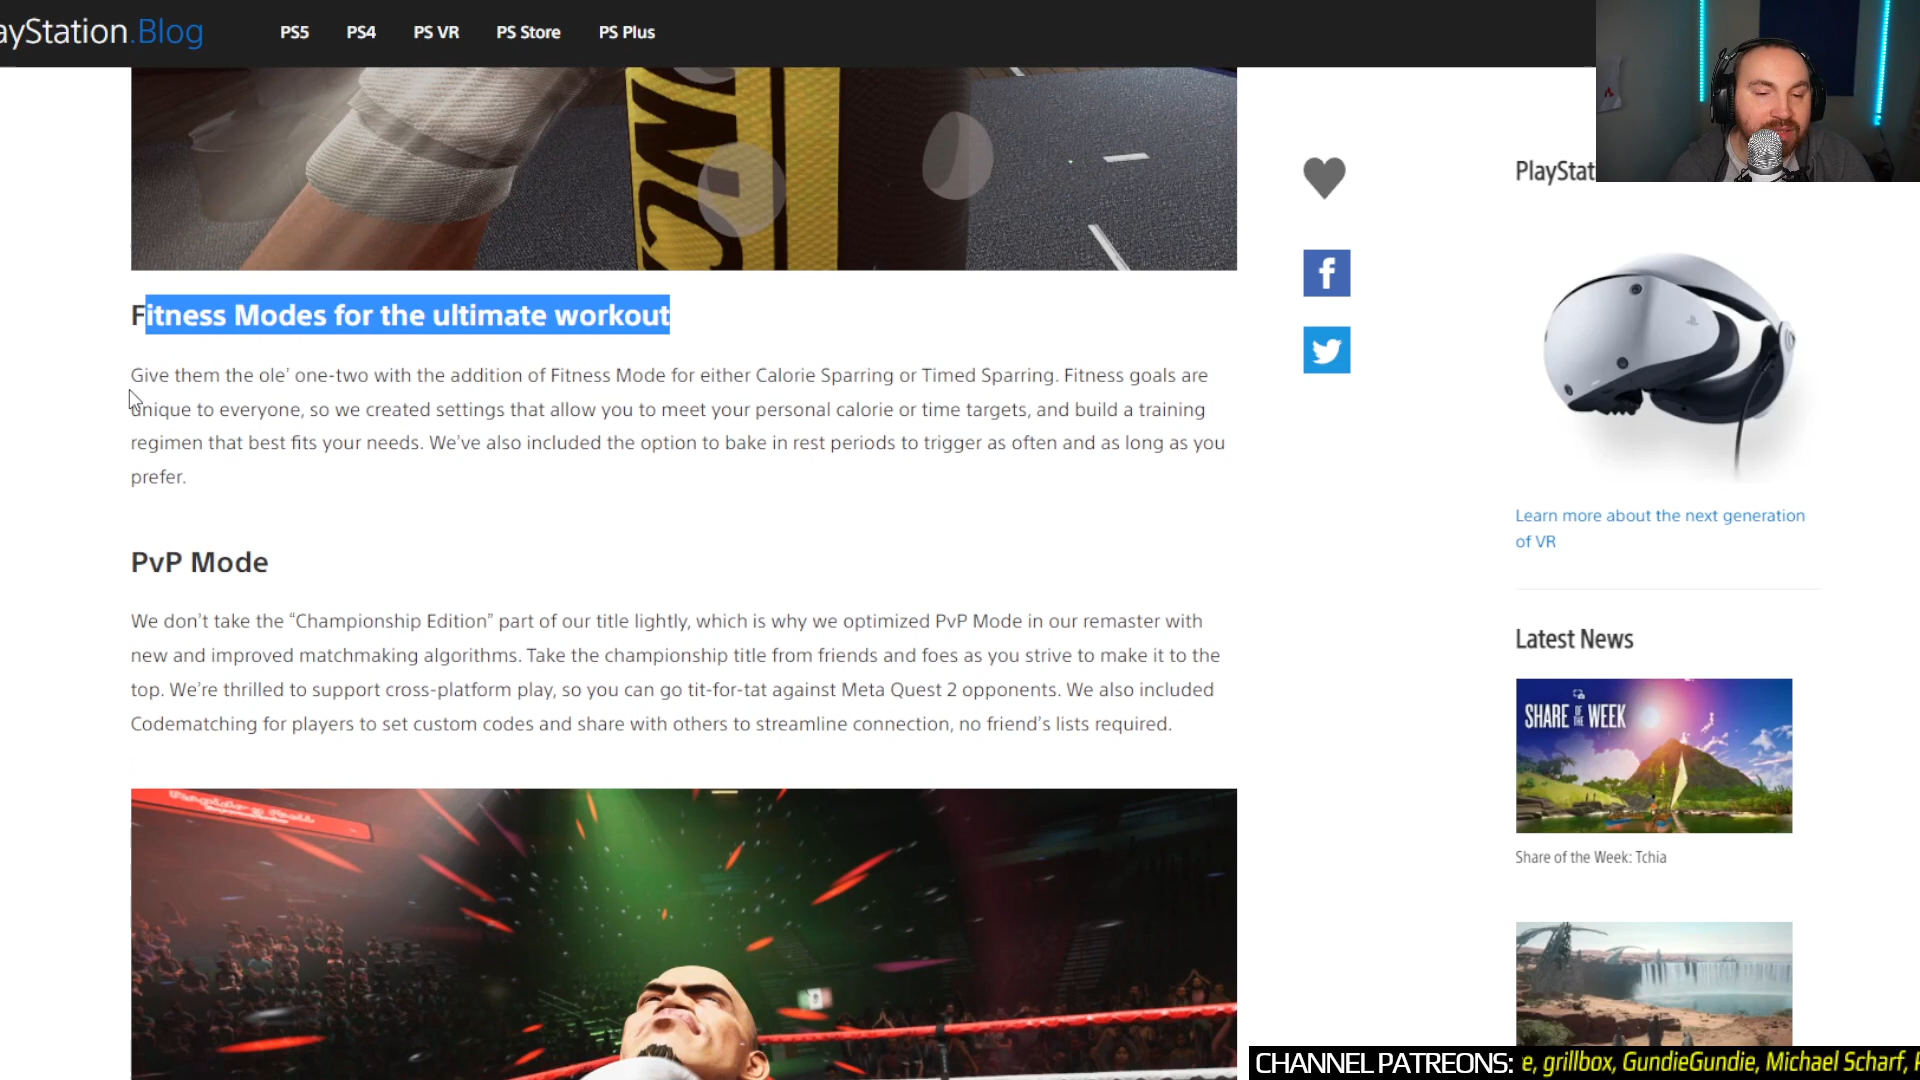 ayStation.Blog
PS5
PS4
PS VR
PS Store
PS Plus
Fitness Modes for the ultimate workout
Give them the ole’ one-two with the addition of Fitness Mode for either Calorie Sparring or Timed Sparring. Fitness goals are
unique to everyone, so we created settings that allow you to meet your personal calorie or time targets, and build a training
regimen that best fits your needs. We’ve also included the option to bake in rest periods to trigger as often and as long as you
prefer.
PvP Mode
We don’t take the “Championship Edition” part of our title lightly, which is why we optimized PvP Mode in our remaster with
new and improved matchmaking algorithms. Take the championship title from friends and foes as you strive to make it to the
top. We’re thrilled to support cross-platform play, so you can go tit-for-tat against Meta Quest 2 opponents. We also included
Codematching for players to set custom codes and share with others to streamline connection, no friend’s lists required.
PlayStat
Learn more about the next generation
of VR
Latest News
SHARE OF THE WEEK
Share of the Week: Tchia
CHANNEL PATREONS: e, grillbox, GundieGundie, Michael Scharf,